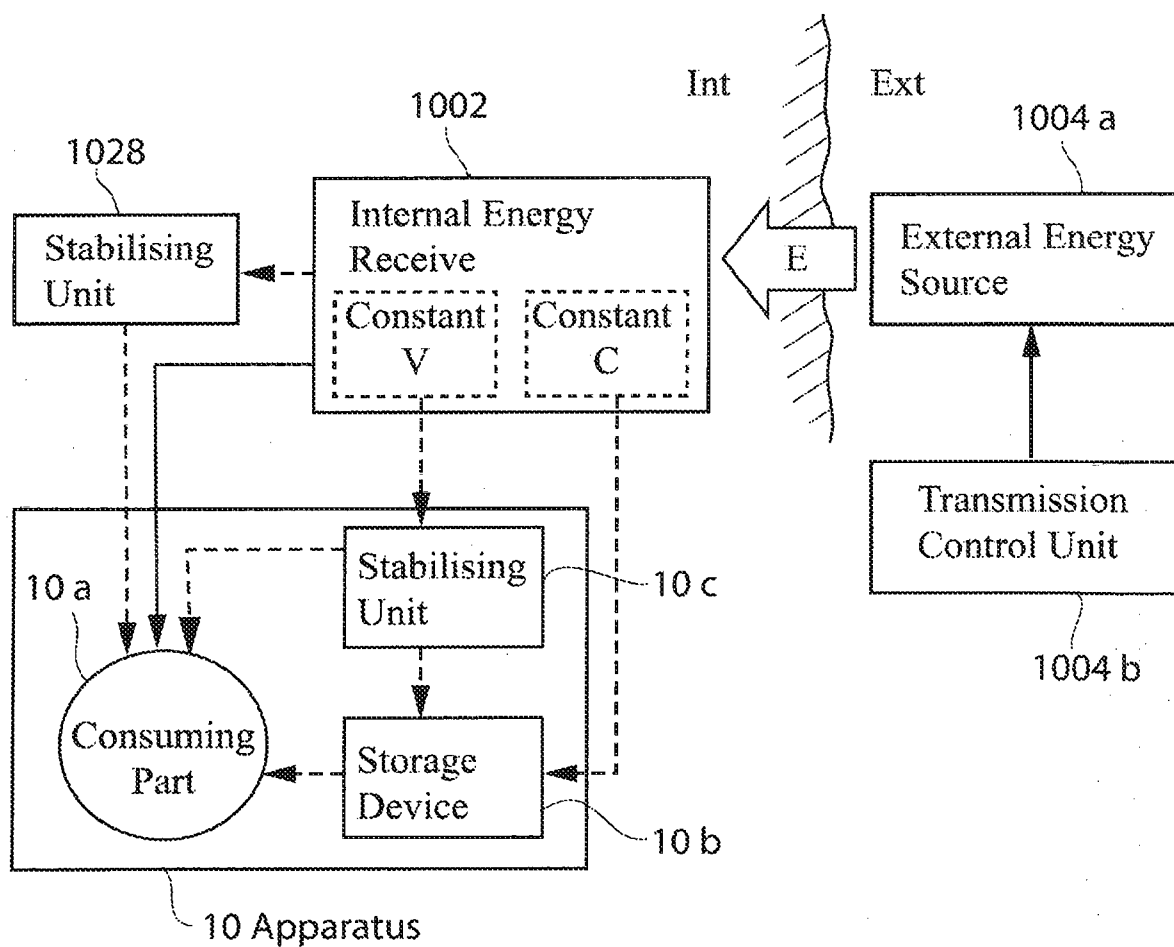 Int
Ext
1002
1004 a
1028
Stabilising
Unit
Internal Energy
Receive
Constant
V
Constant
C
E
External Energy
Source
Transmission
Control Unit
1004 b
10 a
Stabilising
Unit
10 c
Consuming
Part
Storage
Device
10 b
10 Apparatus